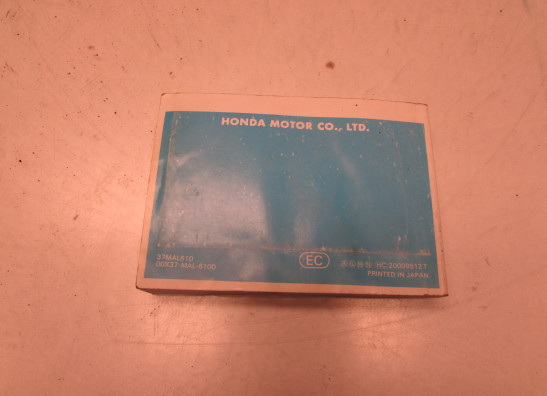 HONDA MOTOR CO., LTD.
37MAL610
00X37-MAL-6100
EC
PRINTED IN JAPAN